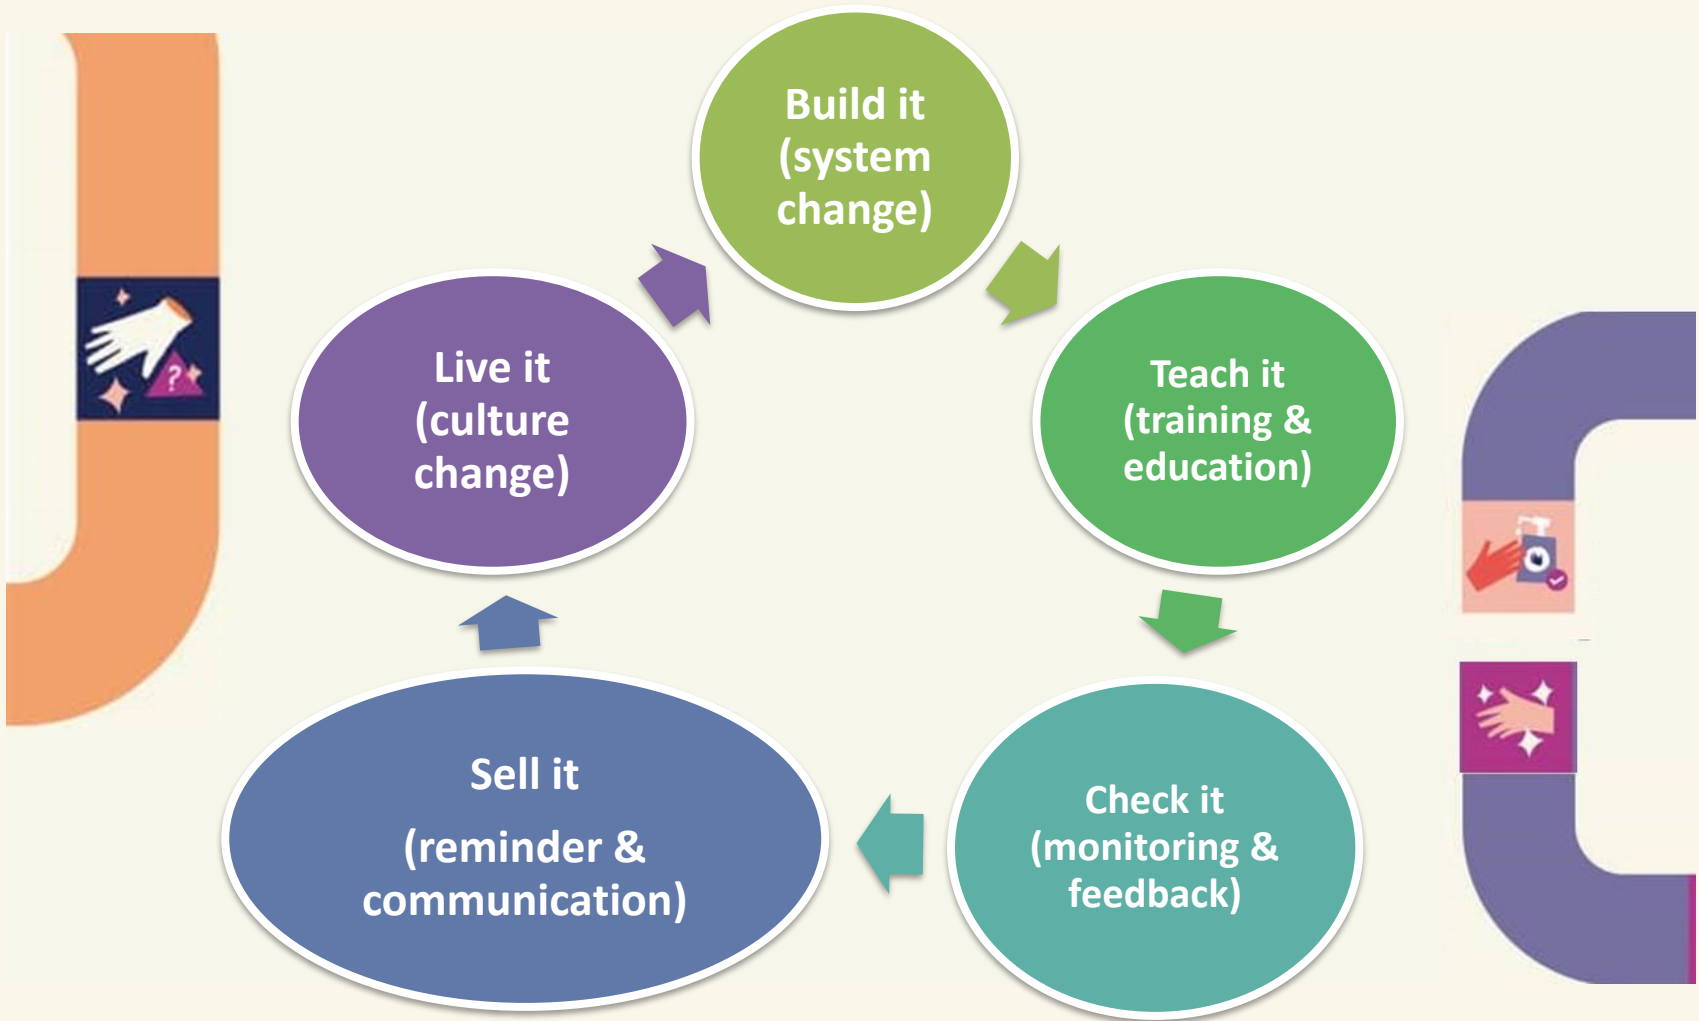 Build it
(system
change)
Teach it
(training &
education)
Check it
(monitoring &
feedback)
Sell it
(reminder &
communication)
Live it
(culture
change)
?